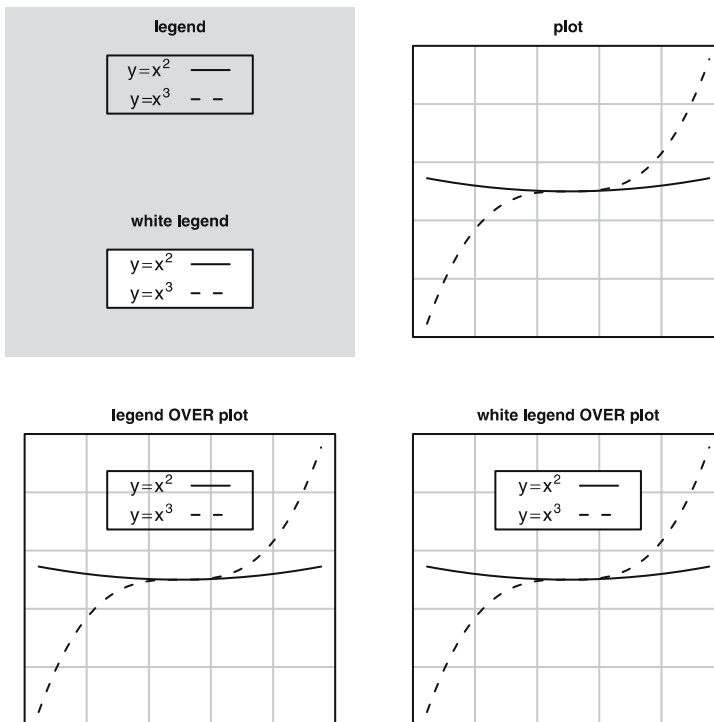 legend
y=x²
y=x³
white legend
y=x²
y=x³
plot
legend OVER plot
y=x²
y=x³
white legend OVER plot
y=x²
y=x³